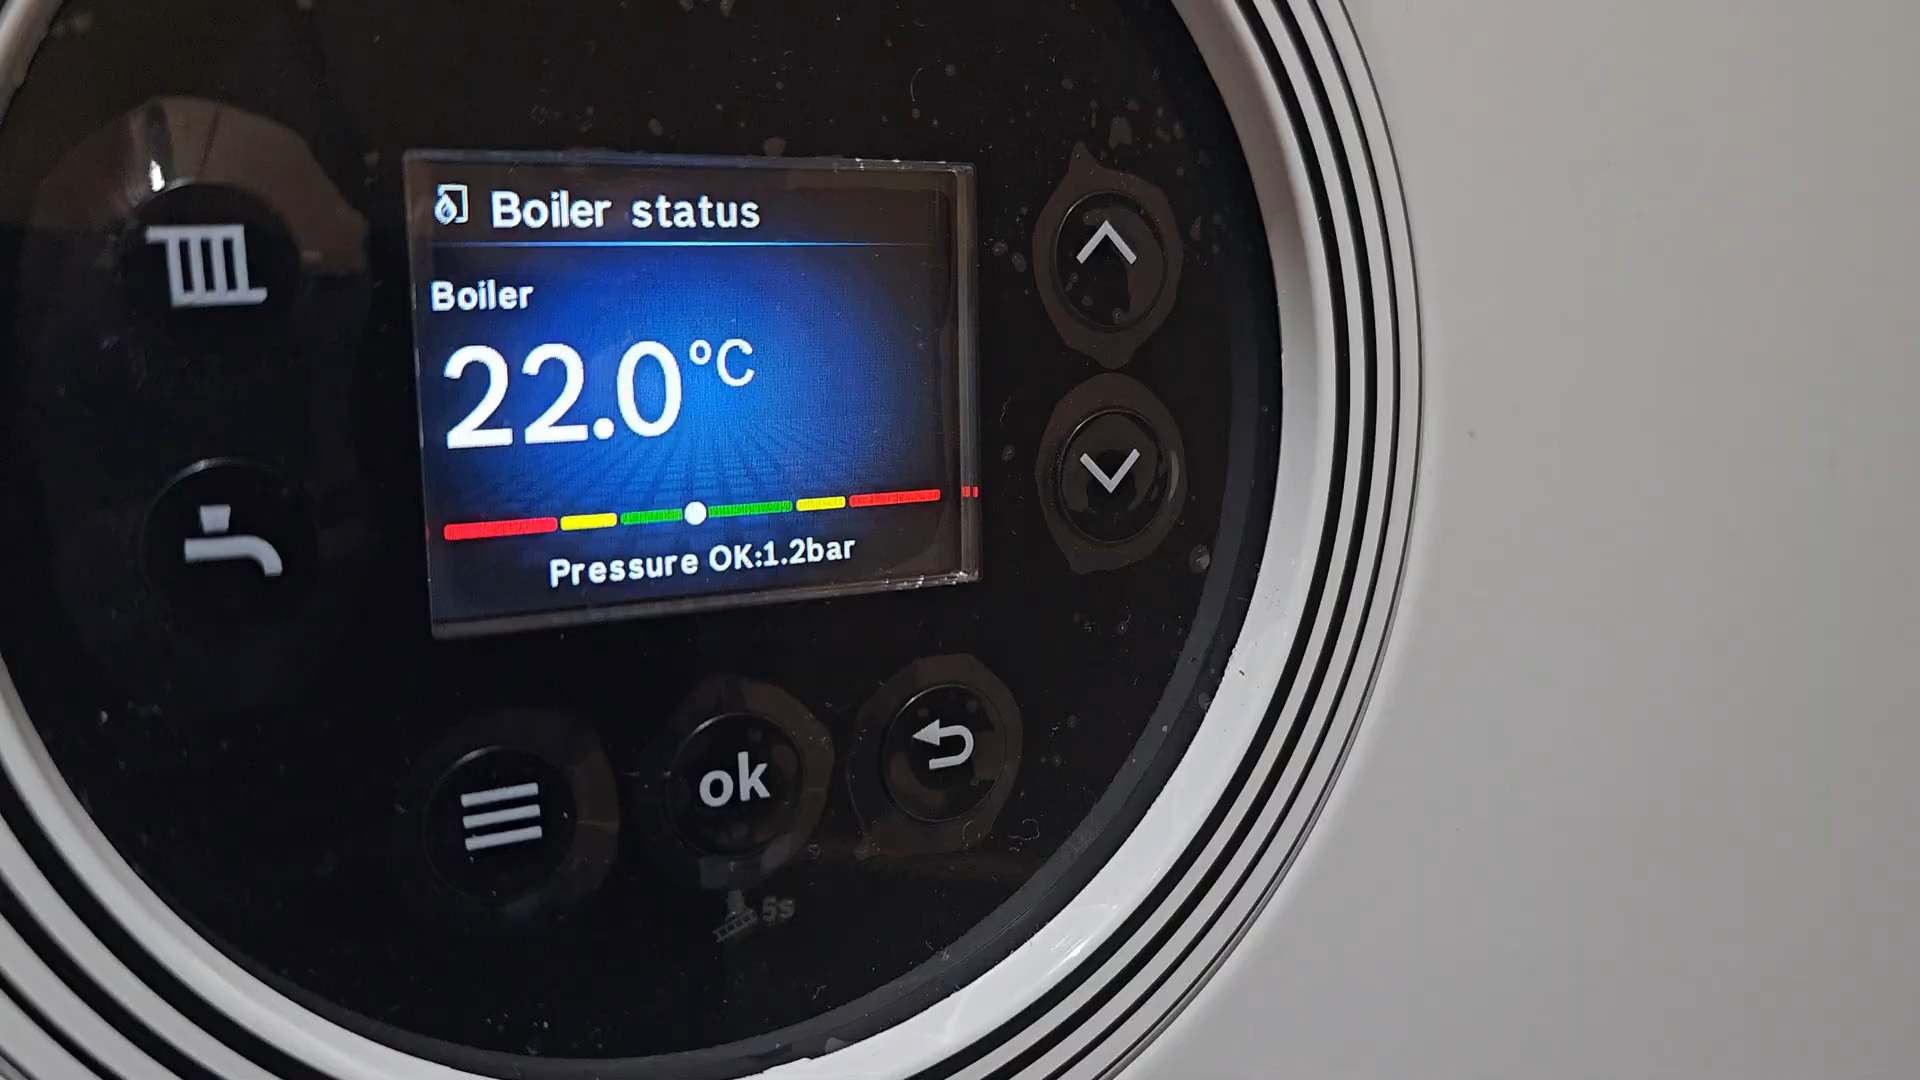 Boiler status
Boiler
22.0°C
Pressure OK:1.2bar
ok
5s